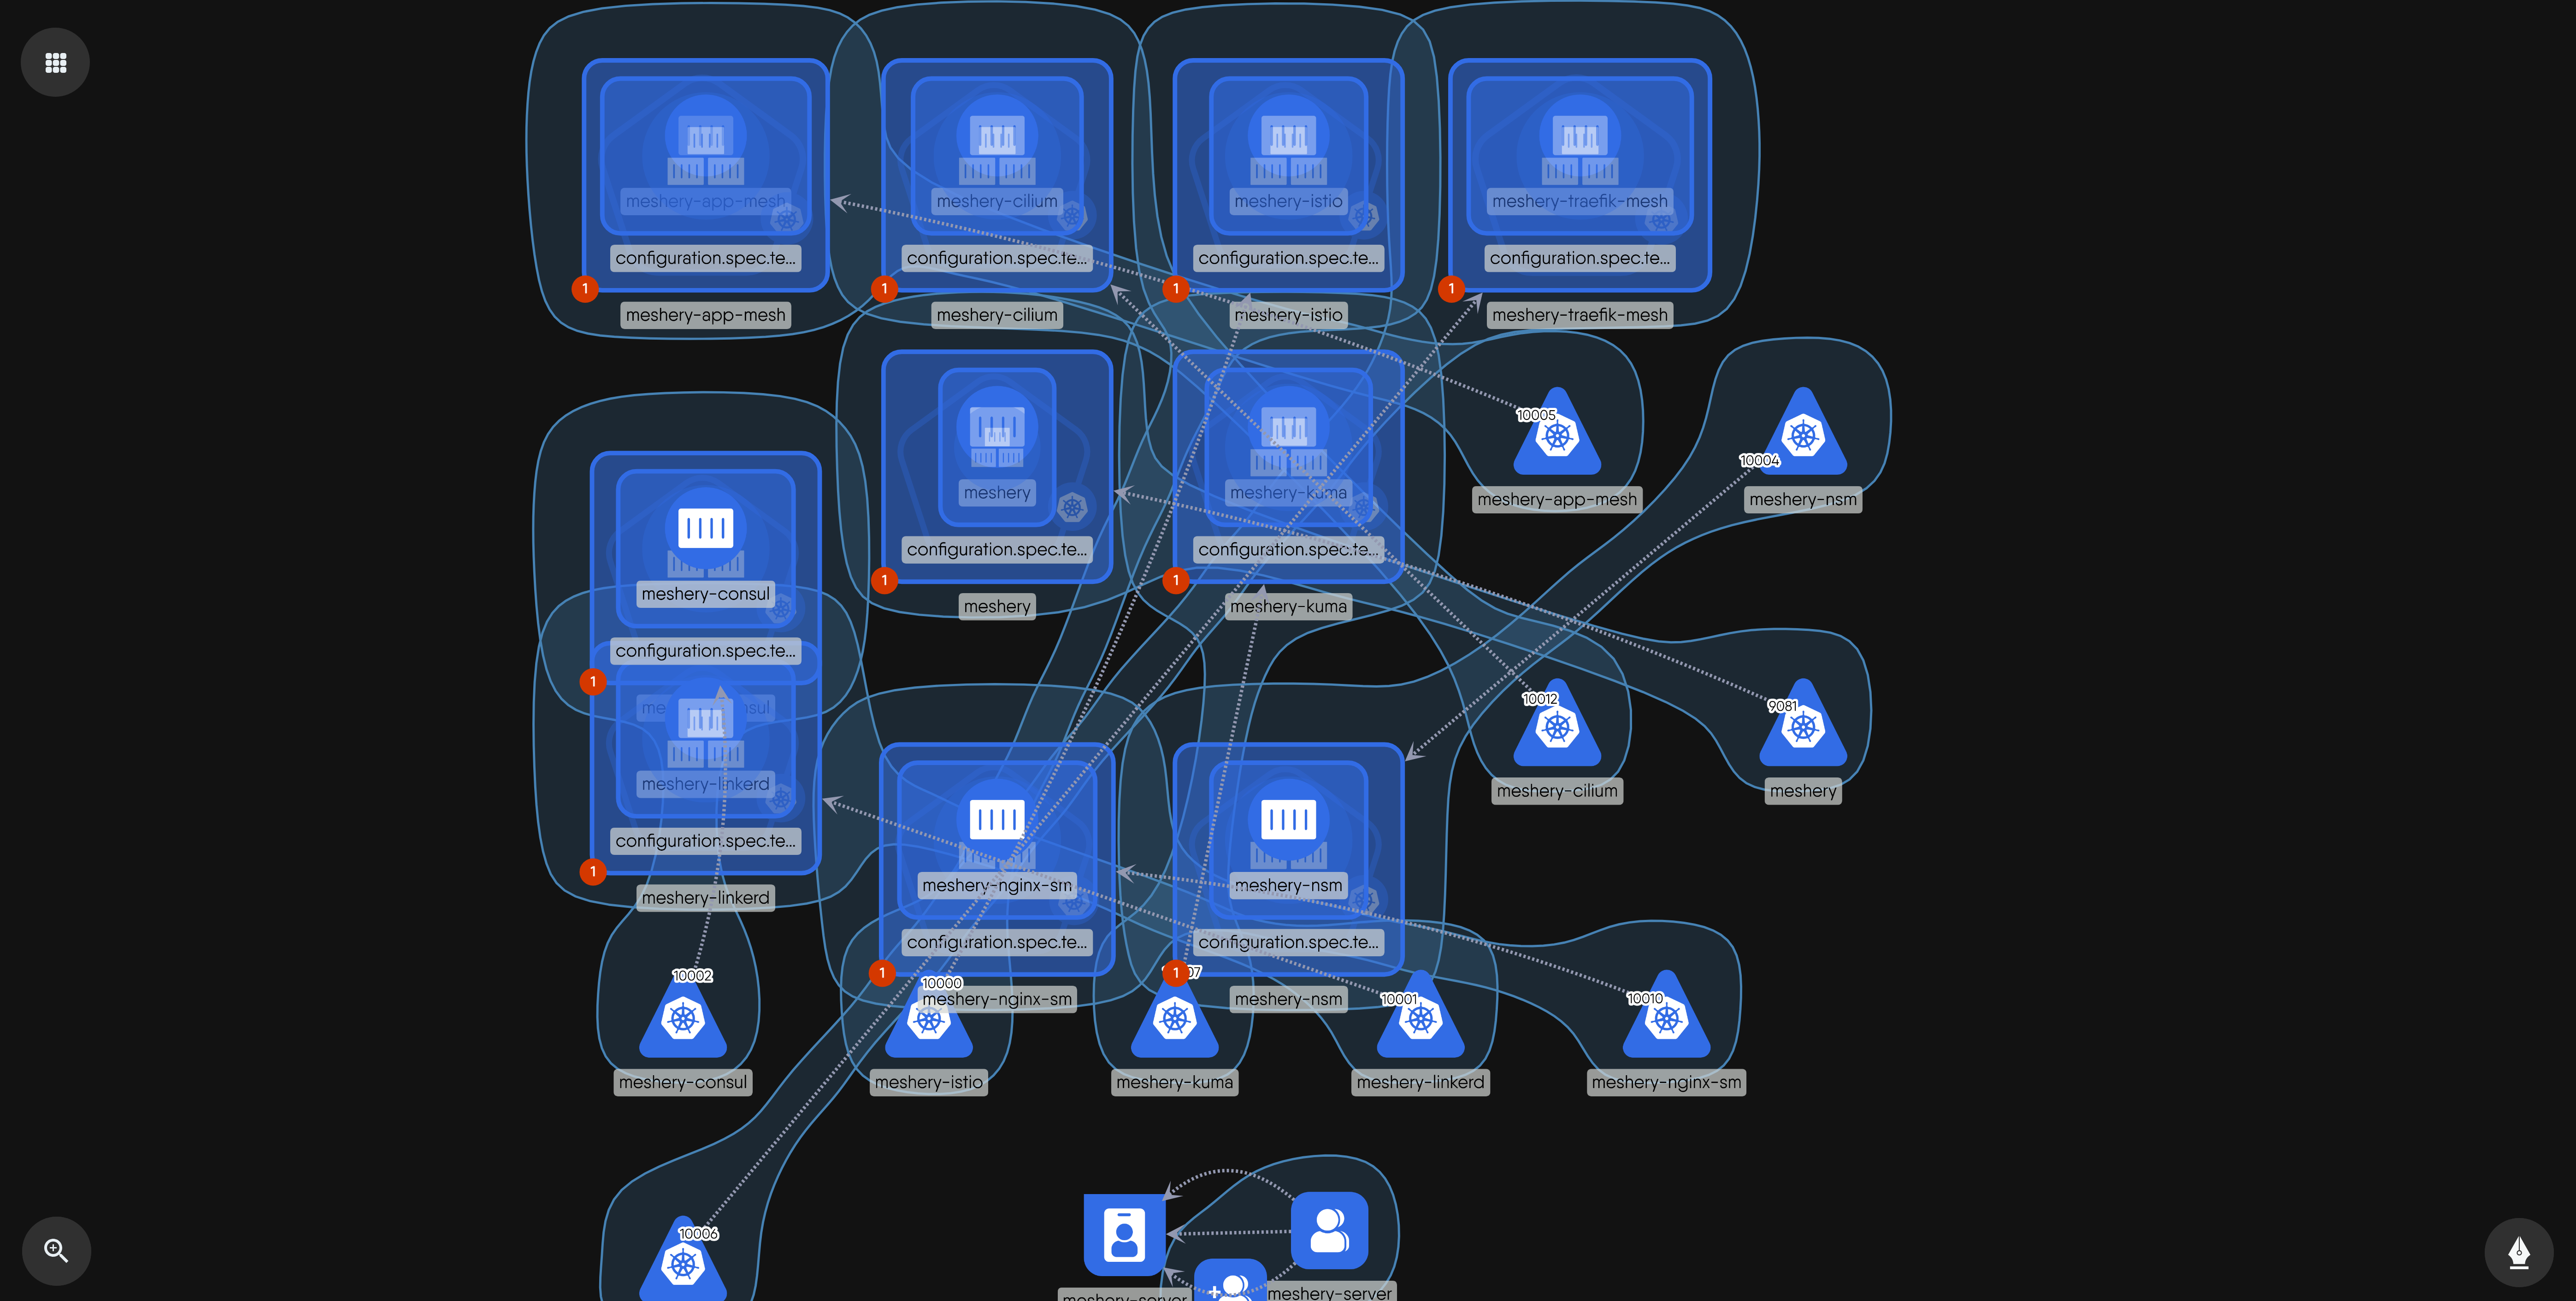 meshery-app-mesh
meshery-cilium
meshery-istio
meshery-traefik-mesh
configuration.spec.te...
configuration.spec.te...
configuration.spec.te...
configuration.spec.te...
1
1
1
1
meshery-app-mesh
meshery-cilium
meshery-istio
meshery-traefik-mesh
10005
10004
meshery
meshery-kuma
meshery-app-mesh
meshery-nsm
configuration.spec.te...
configuration.spec.te...
1
1
meshery-consul
meshery
meshery-kuma
configuration.spec.te...
1
10012
9081
meshery-linkerd
meshery-cilium
meshery
configuration.spec.te...
1
meshery-linkerd
meshery-nginx-sm
meshery-nsm
configuration.spec.te...
configuration.spec.te...
1
1
10002
10000
10001
10010
meshery-nginx-sm
meshery-nsm
meshery-consul
meshery-istio
meshery-kuma
meshery-linkerd
meshery-nginx-sm
10006
meshery-server
meshery-server